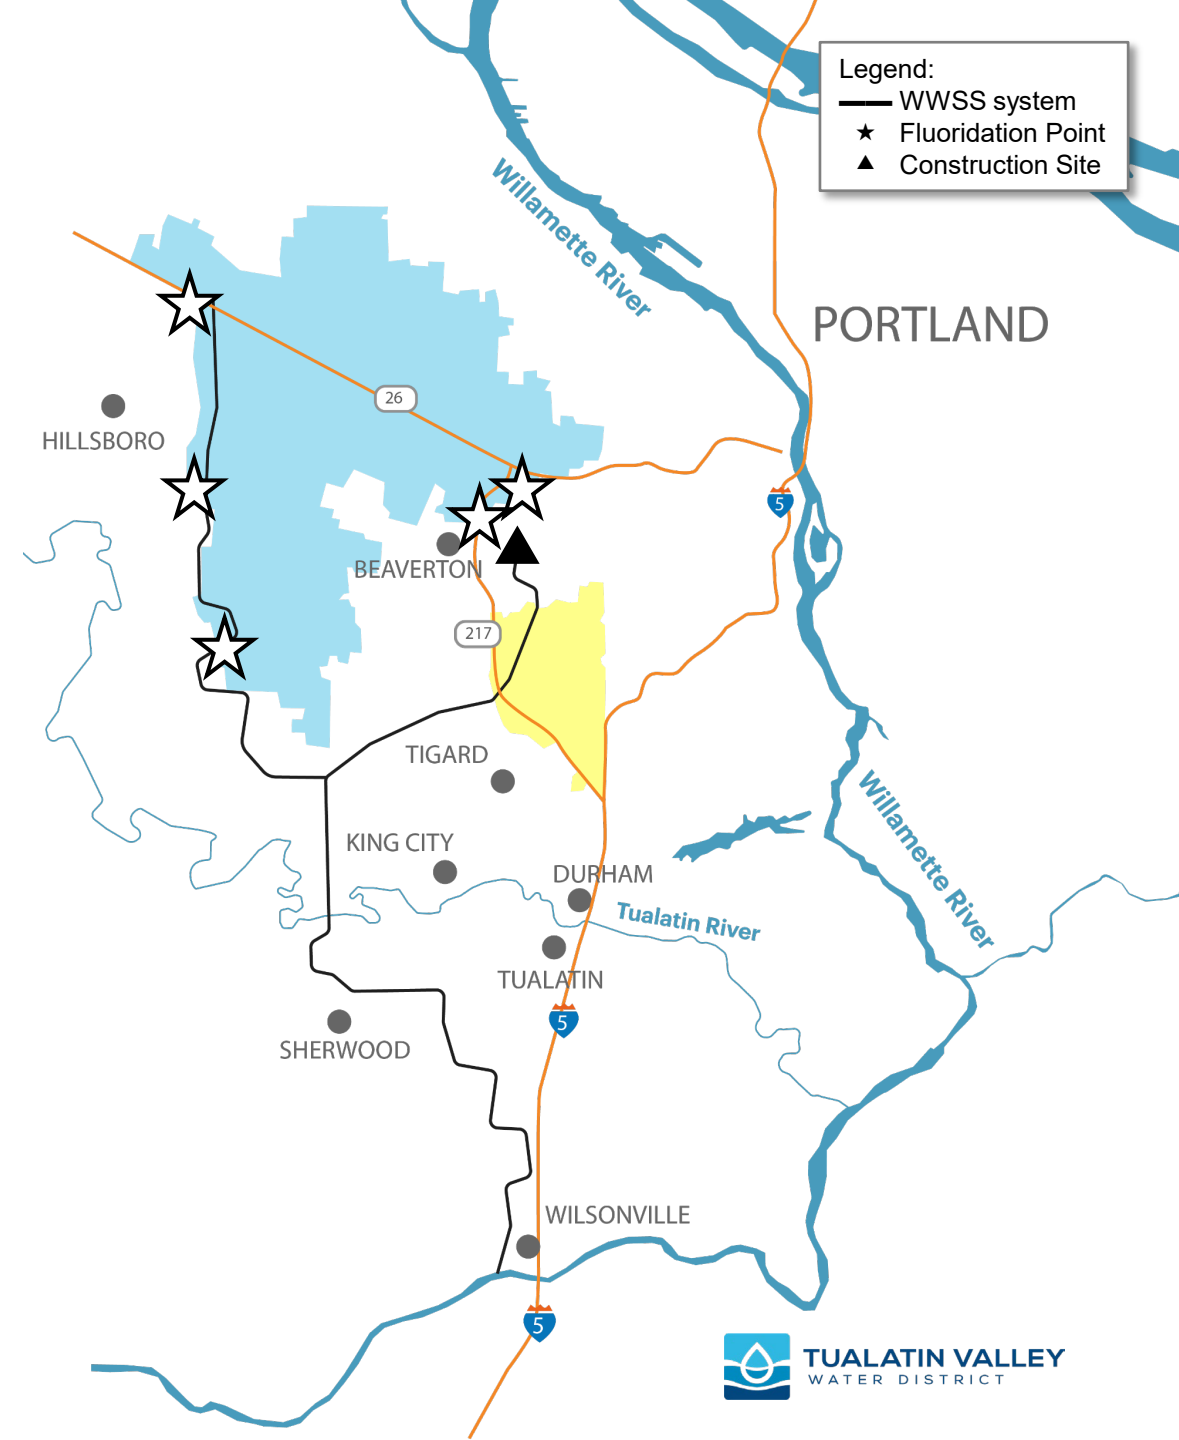 Legend:
WWSS system
Fluoridation Point
Construction Site
Willamette River
PORTLAND
26
HILLSBORO
5
BEAVERTON
217
TIGARD
KING CITY
DURHAM
Willamette River
Tualatin River
TUALATIN
5
SHERWOOD
WILSONVILLE
5
TUALATIN VALLEY
WATER DISTRICT